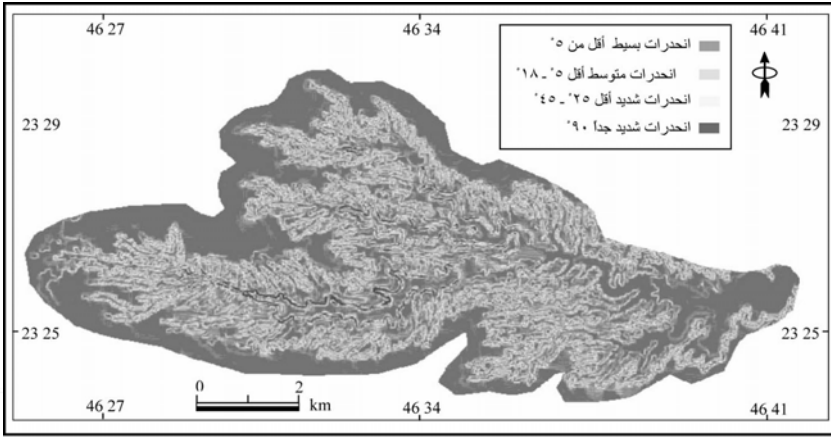 46 27 46 34 46 41
انحدرات بسيط أقل من ٥°
انحدرات متوسط أقل ٥° ـ ١٨°
انحدرات شديد أقل ٢٥° ـ ٤٥°
انحدرات شديد جداً ٩٠°
23 29 23 29
23 25 23 25
0 2
km
46 27 46 34 46 41